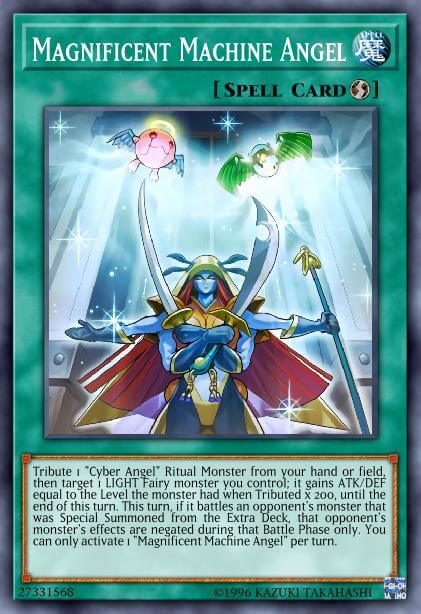 MAGNIFICENT MACHINE ANGEL
SPELL
魔
[SPELL CARD]
Tribute 1 "Cyber Angel" Ritual Monster from your hand or field,
then target 1 LIGHT Fairy monster you control; it gains ATK/DEF
equal to the Level the monster had when Tributed x 200, until the
end of this turn. This turn, if it battles an opponent's monster that
was Special Summoned from the Extra Deck, that opponent's
monster's effects are negated during that Battle Phase only. You
can only activate 1 "Magnificent Machine Angel" per turn.
27331568
©1996 KAZUKI TAKAHASHI